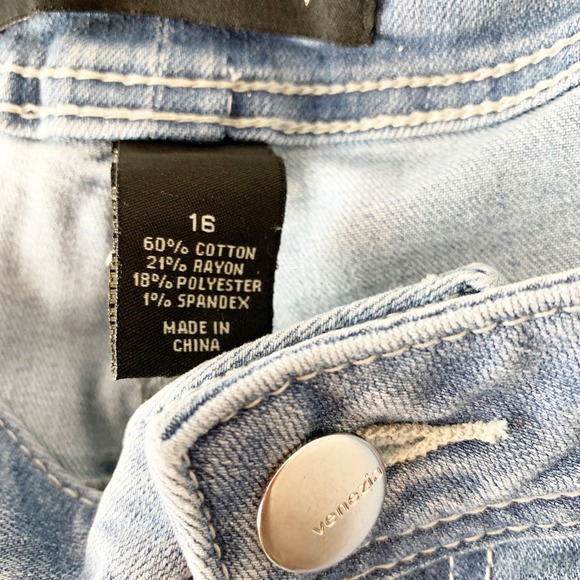 16
60% COTTON
21% RAYON
18% POLYESTER
1% SPANDEX
MADE IN
CHINA
venezia